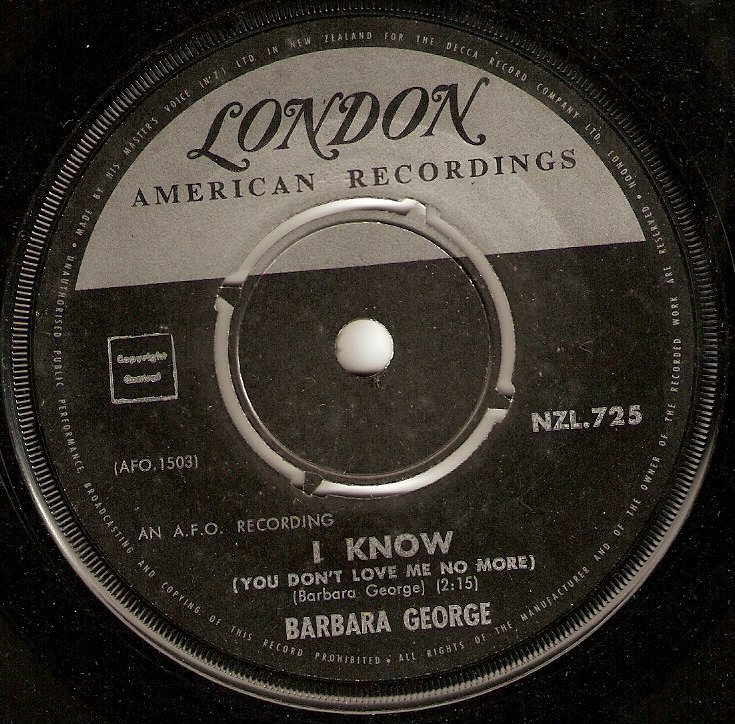 MADE BY HIS MASTER'S VOICE (N.Z.) LTD. IN NEW ZEALAND FOR THE DECCA RECORD COMPANY LTD. LONDON • ALL RIGHTS OF THE MANUFACTURER AND OF THE OWNER OF THE RECORDED WORK ARE RESERVED • UNAUTHORISED PUBLIC PERFORMANCE BROADCASTING AND COPYING OF THIS RECORD PROHIBITED •
LONDON
AMERICAN RECORDINGS
Copyright
Control
NZL.725
(AFO.1503)
AN A.F.O. RECORDING
I KNOW
(YOU DON'T LOVE ME NO MORE)
(Barbara George) (2:15)
BARBARA GEORGE